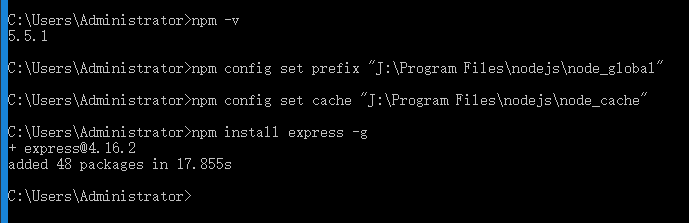 C:\Users\Administrator>npm -v
5.5.1
C:\Users\Administrator>npm config set prefix "J:\Program Files\nodejs\node_global"
C:\Users\Administrator>npm config set cache "J:\Program Files\nodejs\node_cache"
C:\Users\Administrator>npm install express -g
+ express@4.16.2
added 48 packages in 17.855s
C:\Users\Administrator>